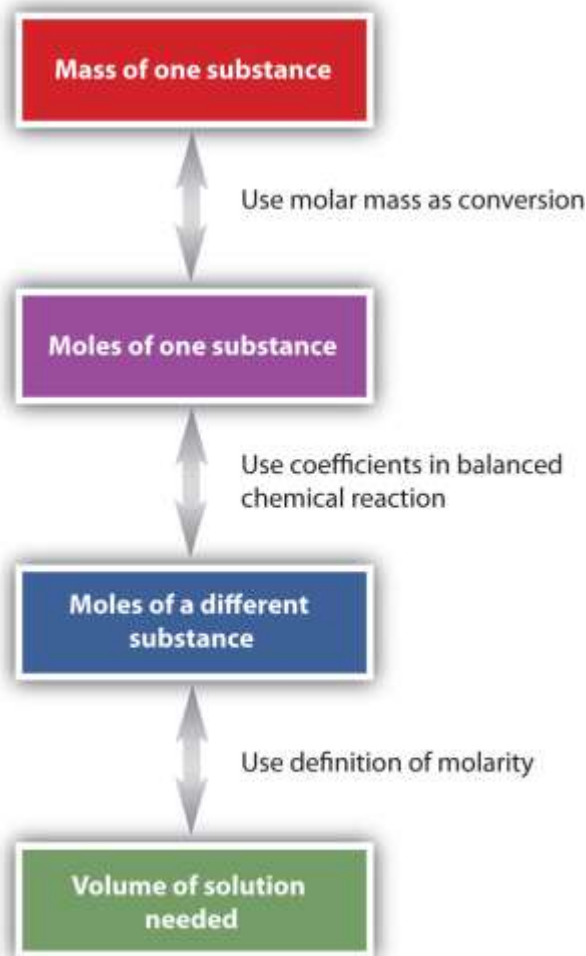 Mass of one substance
Use molar mass as conversion
Moles of one substance
Use coefficients in balanced
chemical reaction
Moles of a different
substance
Use definition of molarity
Volume of solution
needed